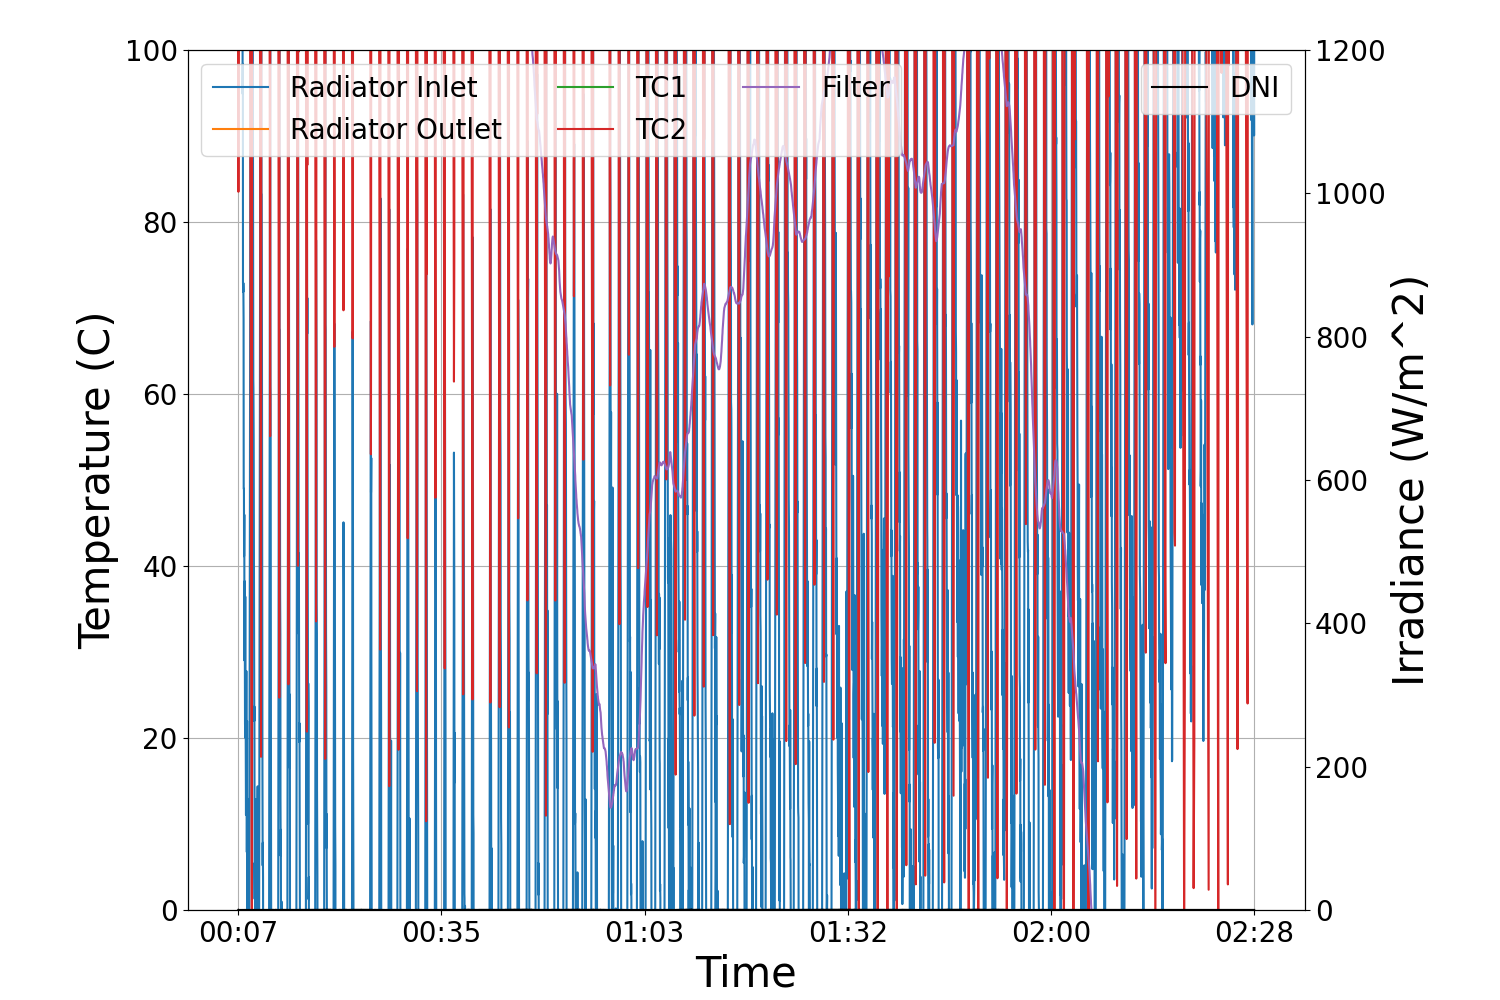 100
80
60
40
20
0
Temperature (C)
Radiator Inlet
Radiator Outlet
TC1
TC2
Filter
DNI
1200
1000
800
600
400
200
0
Irradiance (W/m^2)
00:07
00:35
01:03
01:32
02:00
02:28
Time